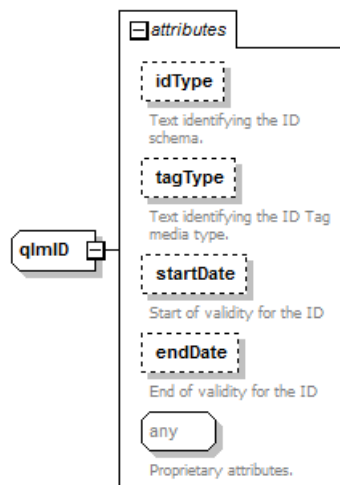 attributes
idType
Text identifying the ID
schema.
tagType
Text identifying the ID Tag
media type.
qlmID
startDate
Start of validity for the ID
endDate
End of validity for the ID
any
Proprietary attributes.